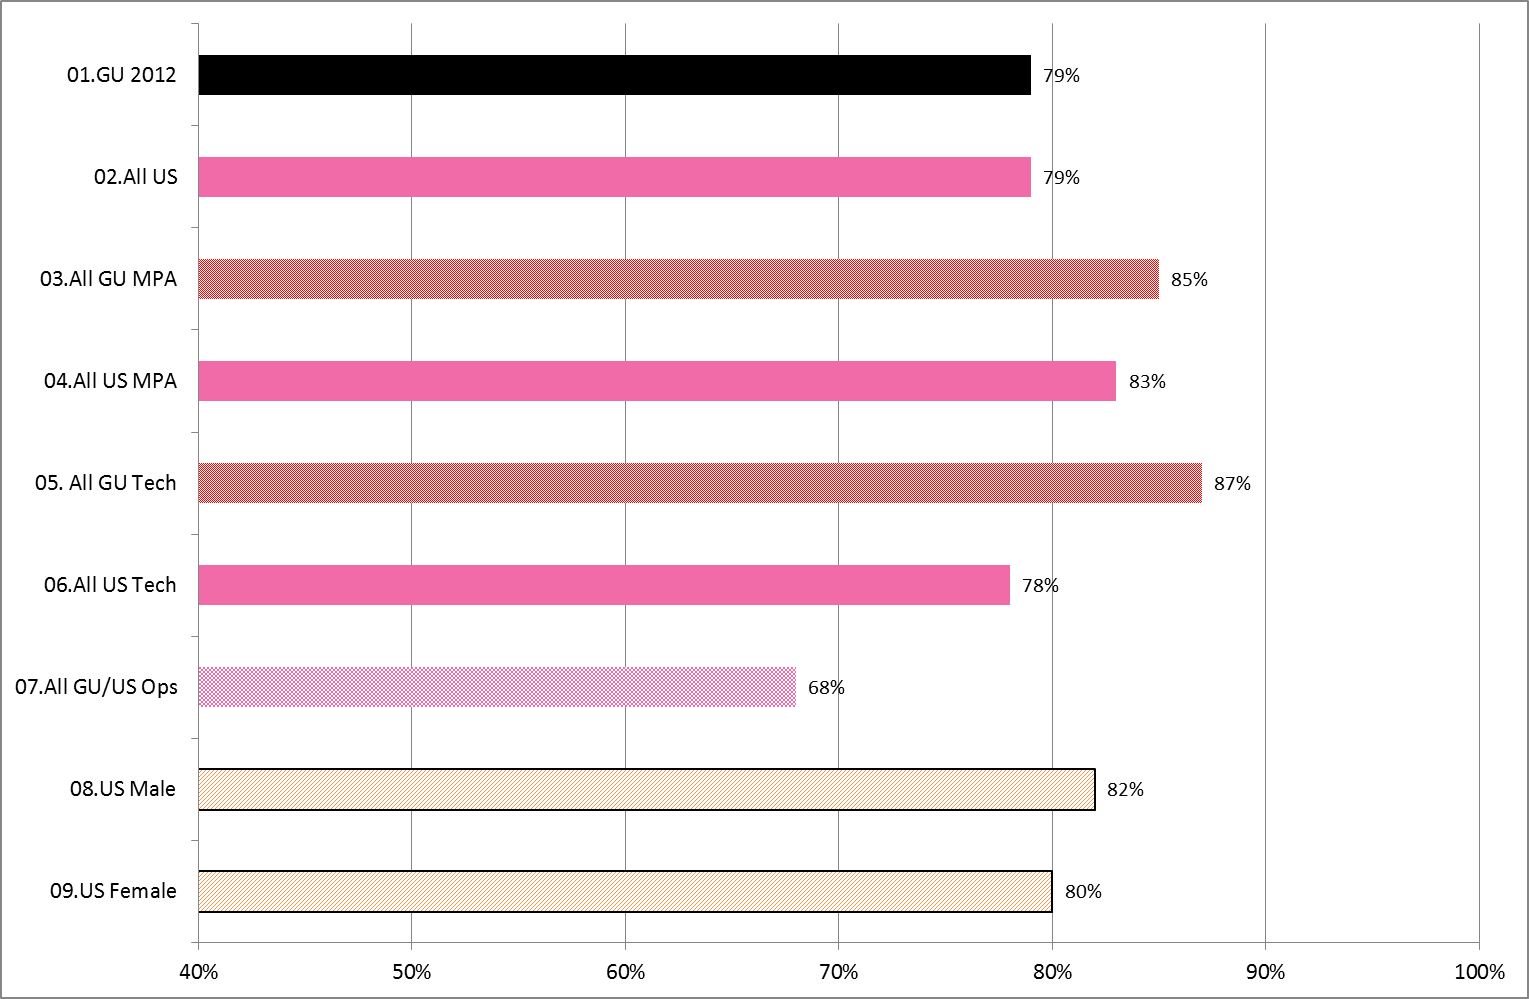 01.GU 2012 79%
02.All US 79%
03.All GU MPA 85%
04.All US MPA 83%
05. All GU Tech 87%
06.All US Tech 78%
07.All GU/US Ops 68%
08.US Male 82%
09.US Female 80%
40% 50% 60% 70% 80% 90% 100%